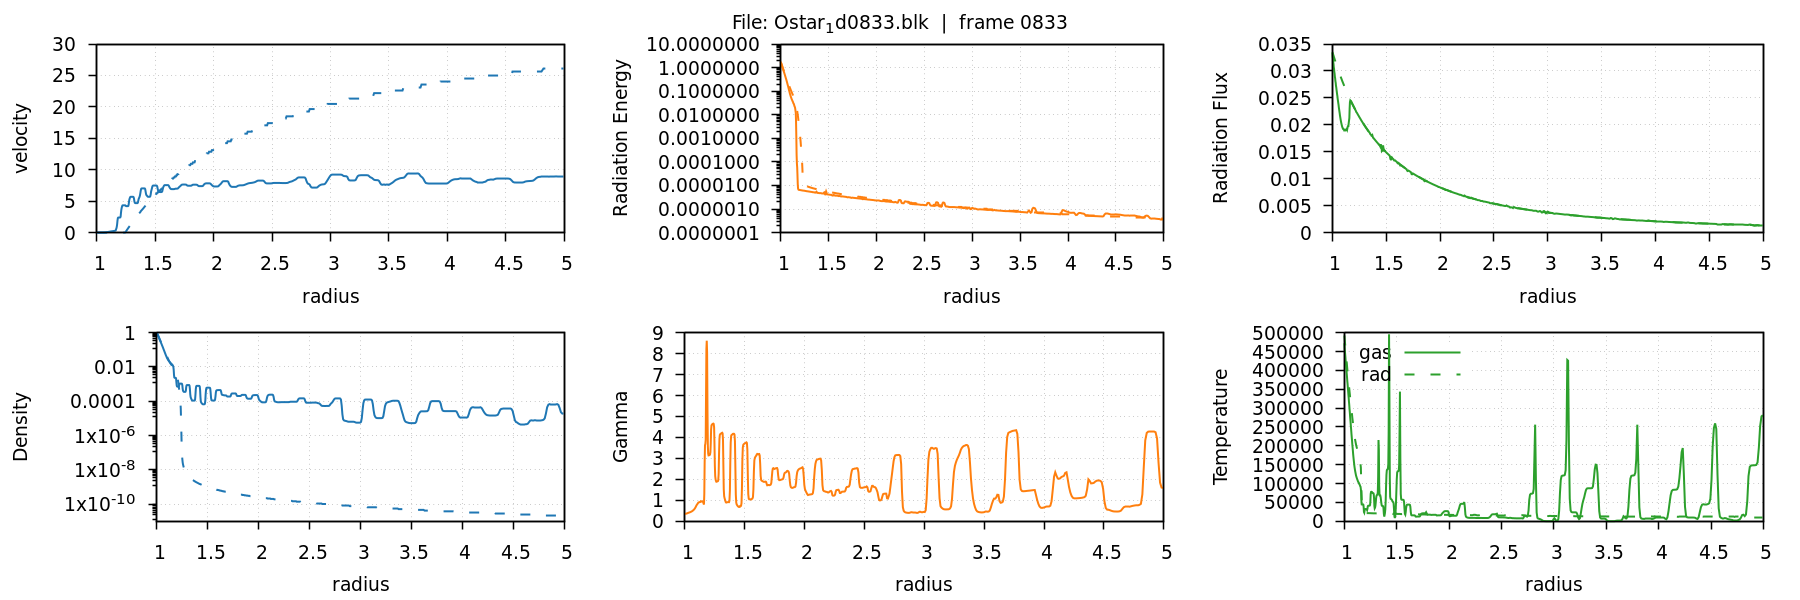 File: Ostar1d0833.blk | frame 0833
velocity
30
25
20
15
10
5
0
1 1.5 2 2.5 3 3.5 4 4.5 5
radius
Radiation Energy
10.0000000
1.0000000
0.1000000
0.0100000
0.0010000
0.0001000
0.0000100
0.0000010
0.0000001
1 1.5 2 2.5 3 3.5 4 4.5 5
radius
Radiation Flux
0.035
0.03
0.025
0.02
0.015
0.01
0.005
0
1 1.5 2 2.5 3 3.5 4 4.5 5
radius
Density
1
0.01
0.0001
1x10-6
1x10-8
1x10-10
1 1.5 2 2.5 3 3.5 4 4.5 5
radius
Gamma
9
8
7
6
5
4
3
2
1
0
1 1.5 2 2.5 3 3.5 4 4.5 5
radius
Temperature
500000
450000
400000
350000
300000
250000
200000
150000
100000
50000
0
gas
rad
1 1.5 2 2.5 3 3.5 4 4.5 5
radius